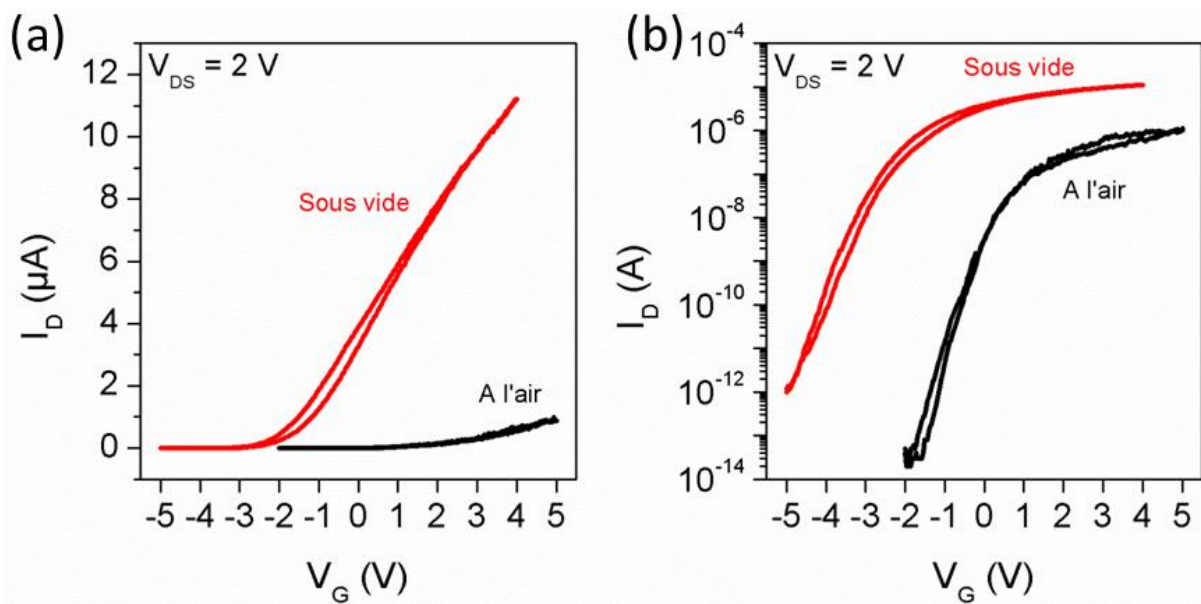 (a)
V_DS = 2 V
12
10
8
6
4
2
0
I_D (µA)
Sous vide
A l'air
-5 -4 -3 -2 -1 0 1 2 3 4 5
V_G (V)
(b)
V_DS = 2 V
10^-4
10^-6
10^-8
10^-10
10^-12
10^-14
I_D (A)
Sous vide
A l'air
-5 -4 -3 -2 -1 0 1 2 3 4 5
V_G (V)